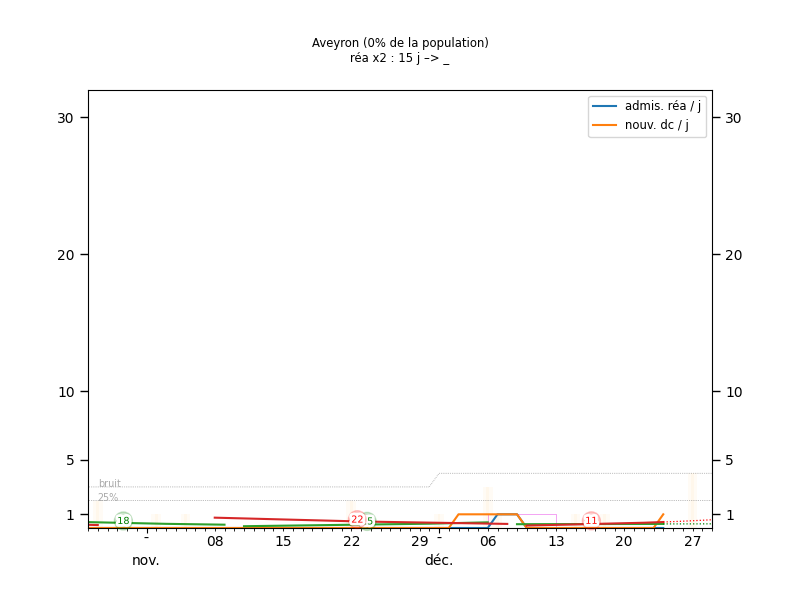 Aveyron (0% de la population)
réa x2 : 15 j –> _
admis. réa / j
nouv. dc / j
30 30
20 20
10 10
5 5
bruit
25%
1 18 22 5 11 1
- 08 15 22 29 - 06 13 20 27
nov. déc.